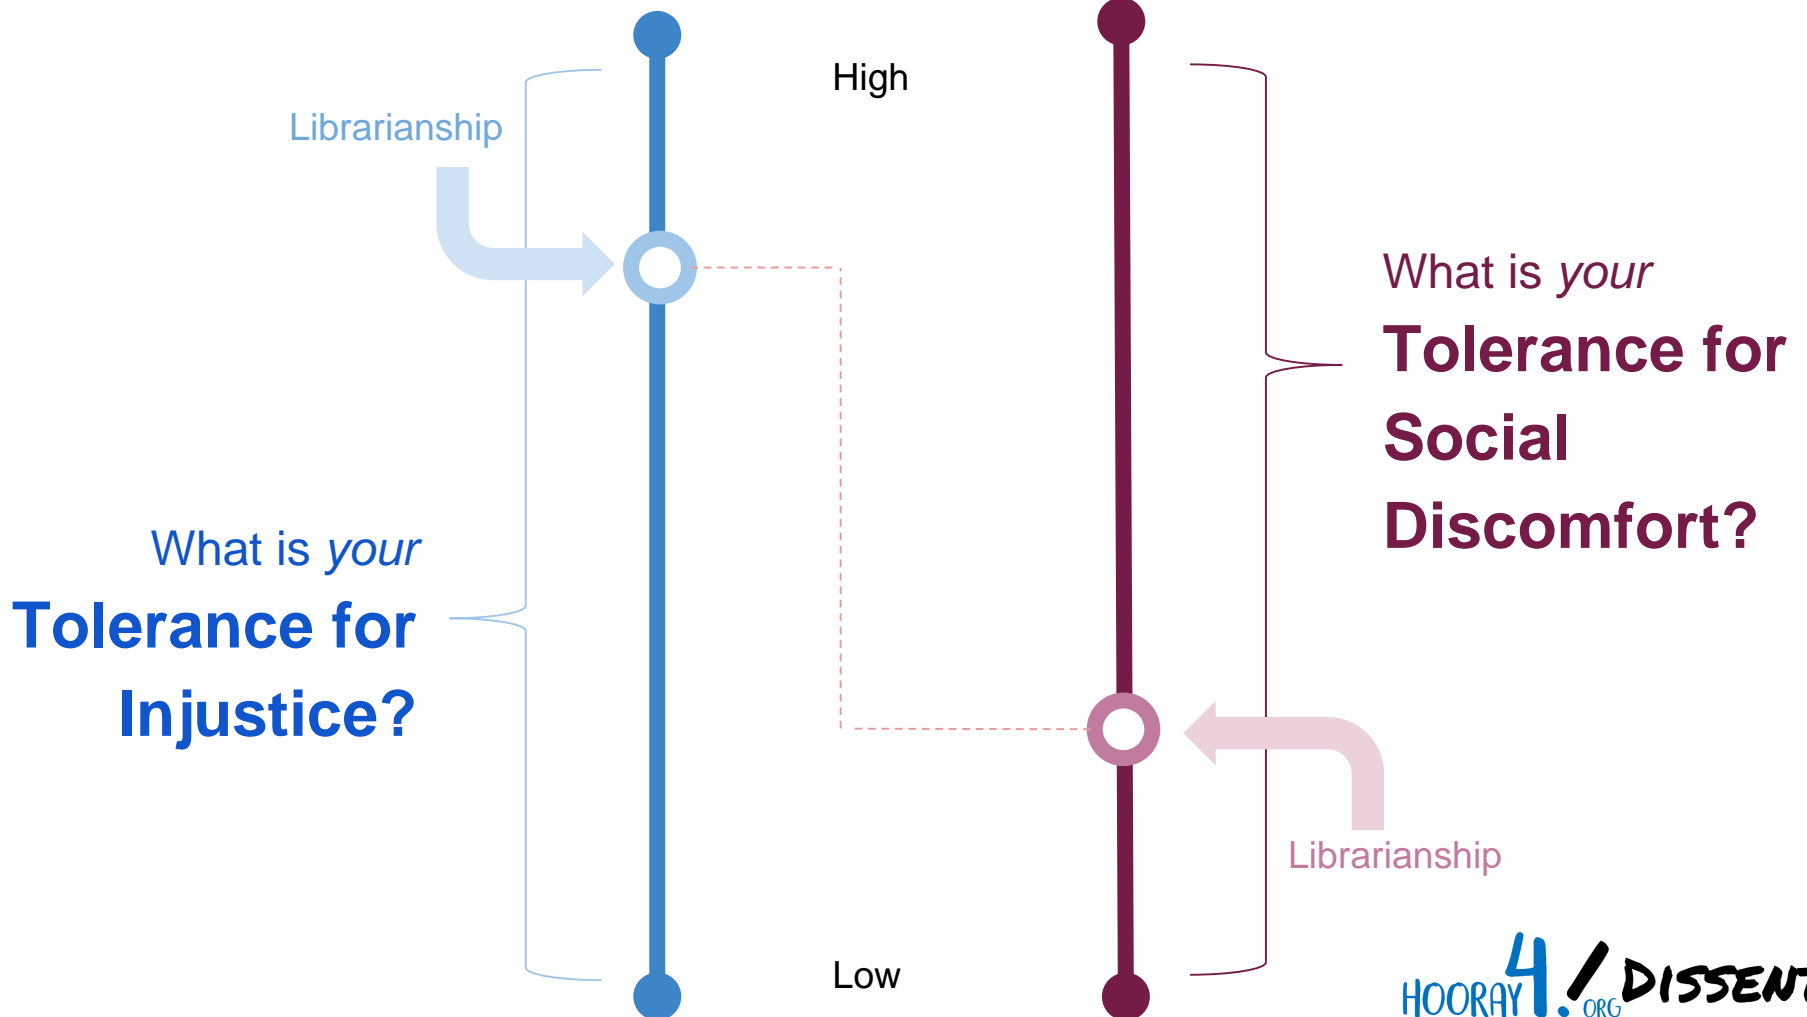 High
Librarianship
What is your
Tolerance for
Social
Discomfort?
What is your
Tolerance for
Injustice?
Librarianship
Low
HOORAY4!.ORG DISSENT